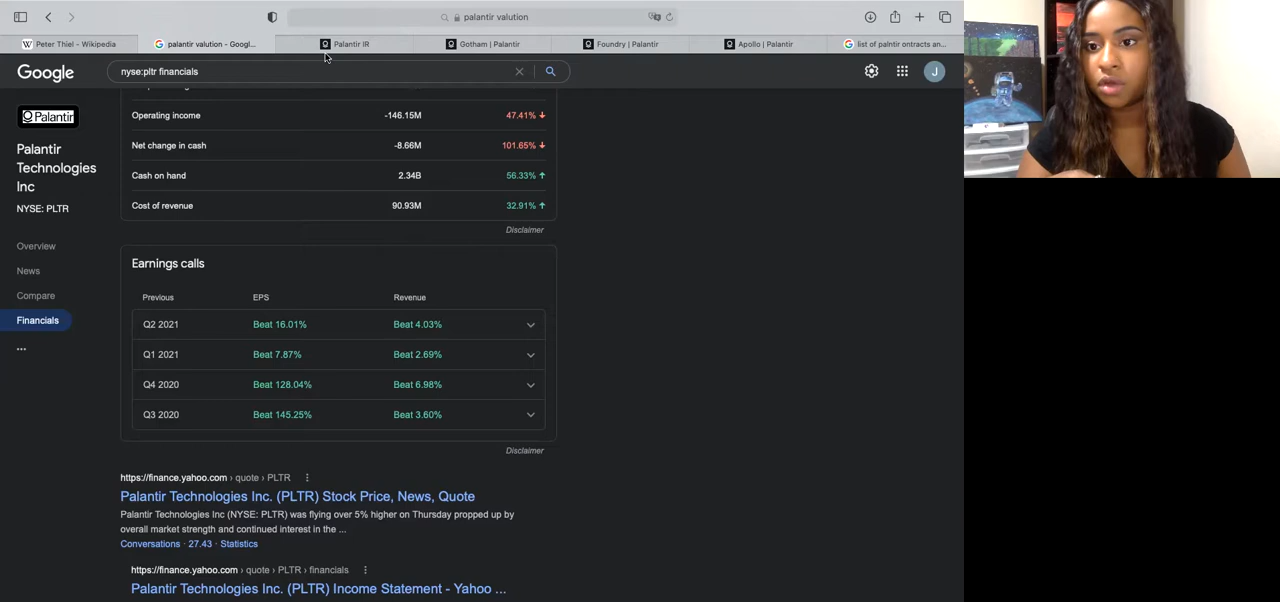 palantir valution
Peter Thiel - Wikipedia
palantir valution - Googl...
Palantir IR
Gotham | Palantir
Foundry | Palantir
Apollo | Palantir
list of palntir ontracts an...
Google
nyse:pltr financials
J
Palantir
Palantir
Technologies
Inc
NYSE: PLTR
Overview
News
Compare
Financials
Operating income -146.15M 47.41%
Net change in cash -8.66M 101.65%
Cash on hand 2.34B 56.33%
Cost of revenue 90.93M 32.91%
Disclaimer
Earnings calls
Previous EPS Revenue
Q2 2021 Beat 16.01% Beat 4.03%
Q1 2021 Beat 7.87% Beat 2.69%
Q4 2020 Beat 128.04% Beat 6.98%
Q3 2020 Beat 145.25% Beat 3.60%
Disclaimer
https://finance.yahoo.com › quote › PLTR
Palantir Technologies Inc. (PLTR) Stock Price, News, Quote
Palantir Technologies Inc (NYSE: PLTR) was flying over 5% higher on Thursday propped up by
overall market strength and continued interest in the ...
Conversations · 27.43 · Statistics
https://finance.yahoo.com › quote › PLTR › financials
Palantir Technologies Inc. (PLTR) Income Statement - Yahoo ...